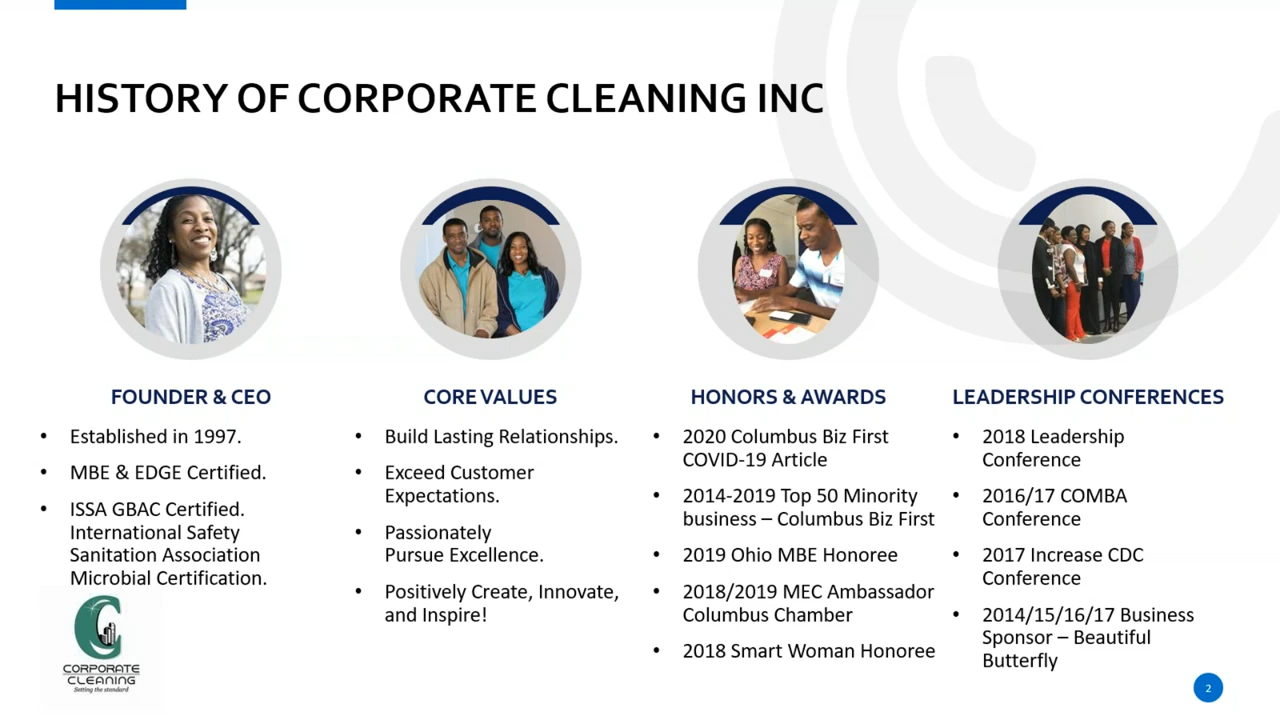 HISTORY OF CORPORATE CLEANING INC
FOUNDER & CEO
• Established in 1997.
• MBE & EDGE Certified.
• ISSA GBAC Certified.
International Safety
Sanitation Association
Microbial Certification.
CORE VALUES
• Build Lasting Relationships.
• Exceed Customer
Expectations.
• Passionately
Pursue Excellence.
• Positively Create, Innovate,
and Inspire!
HONORS & AWARDS
• 2020 Columbus Biz First
COVID-19 Article
• 2014-2019 Top 50 Minority
business – Columbus Biz First
• 2019 Ohio MBE Honoree
• 2018/2019 MEC Ambassador
Columbus Chamber
• 2018 Smart Woman Honoree
LEADERSHIP CONFERENCES
• 2018 Leadership
Conference
• 2016/17 COMBA
Conference
• 2017 Increase CDC
Conference
• 2014/15/16/17 Business
Sponsor – Beautiful
Butterfly
CORPORATE
CLEANING
Setting the standard
2